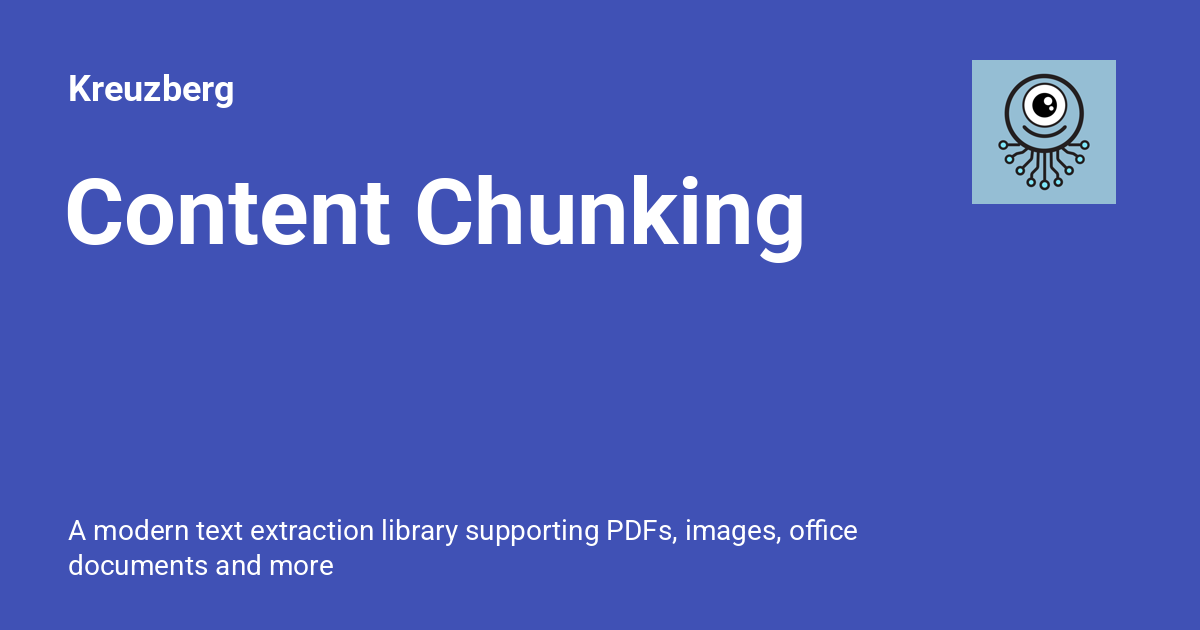 Kreuzberg
Content Chunking
A modern text extraction library supporting PDFs, images, office
documents and more